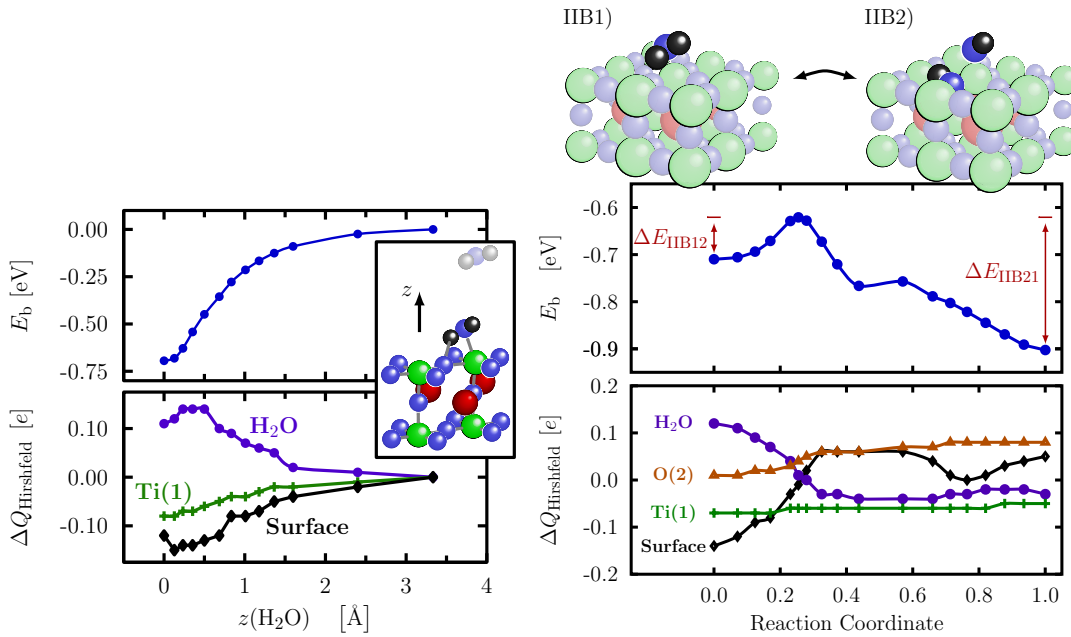 IIB1) IIB2)
0.00
-0.25
-0.50
-0.75
E_b [eV]
z
0.10
0.00
-0.10
ΔQ_Hirshfeld [e]
H₂O
Ti(1)
Surface
0 1 2 3 4
z(H₂O) [Å]
-0.6
-0.7
-0.8
-0.9
E_b [eV]
ΔE_IIB12
ΔE_IIB21
0.2
0.1
0.0
-0.1
-0.2
ΔQ_Hirshfeld [e]
H₂O
O(2)
Ti(1)
Surface
0.0 0.2 0.4 0.6 0.8 1.0
Reaction Coordinate